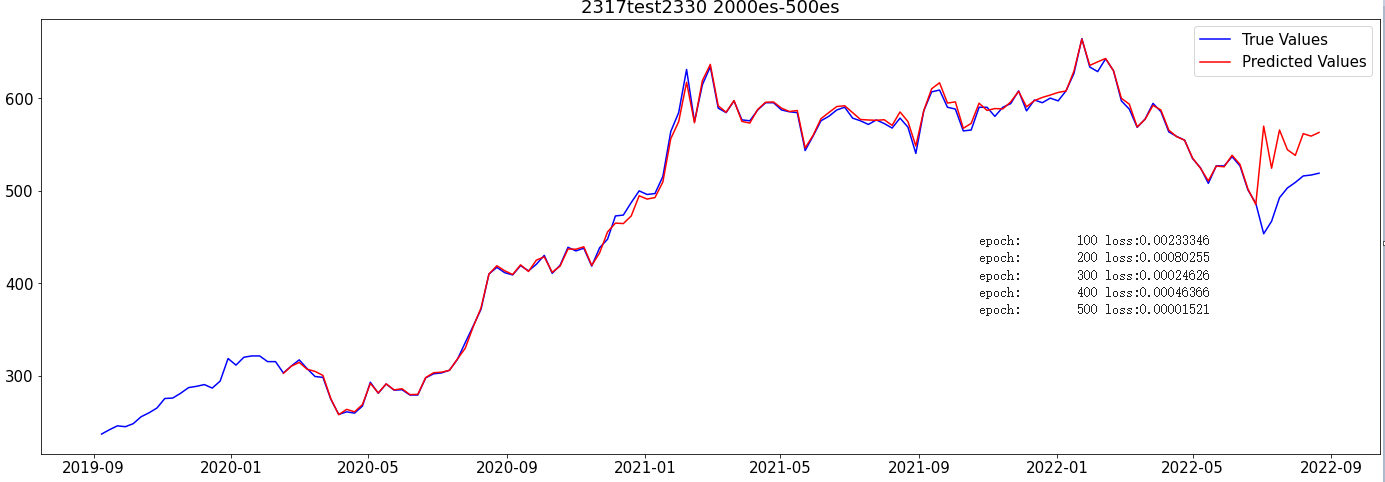 2317test2330 2000es-500es
True Values
Predicted Values
600
500
400
300
epoch: 100 loss:0.00233346
epoch: 200 loss:0.00080255
epoch: 300 loss:0.00024626
epoch: 400 loss:0.00046366
epoch: 500 loss:0.00001521
2019-09 2020-01 2020-05 2020-09 2021-01 2021-05 2021-09 2022-01 2022-05 2022-09